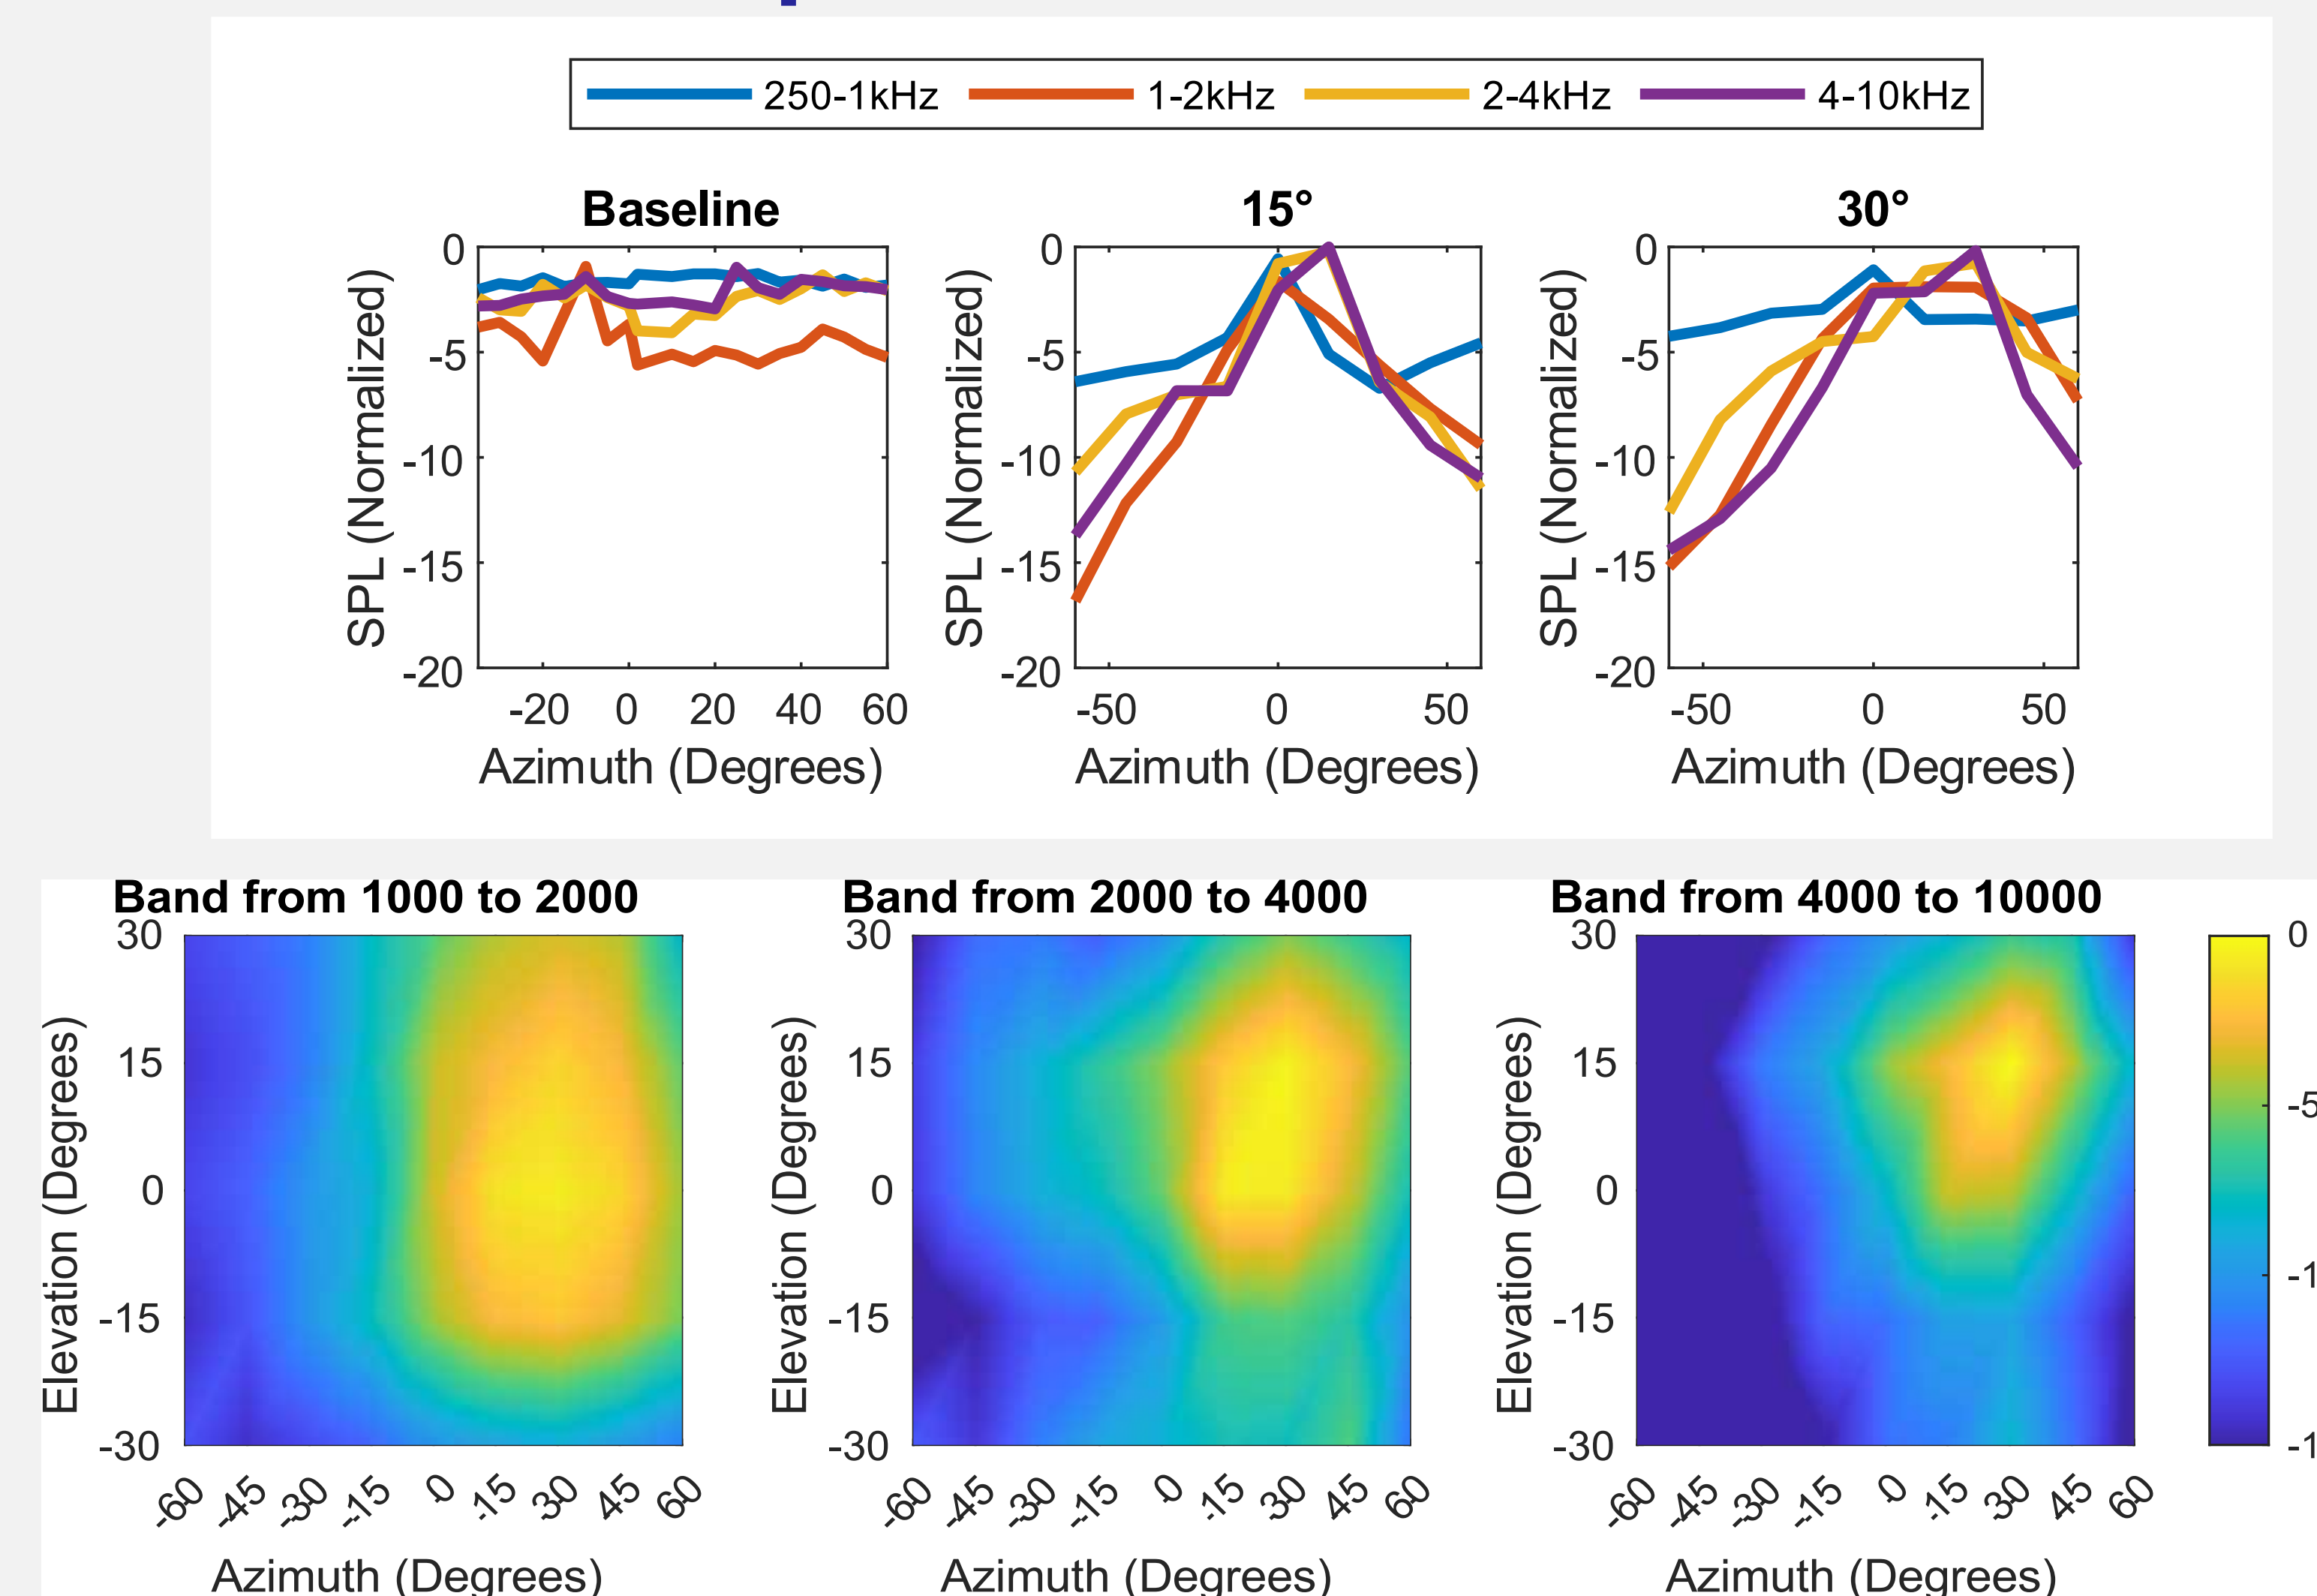 250-1kHz 1-2kHz 2-4kHz 4-10kHz
Baseline
SPL (Normalized)
0
-5
-10
-15
-20
-20 0 20 40 60
Azimuth (Degrees)
15°
SPL (Normalized)
0
-5
-10
-15
-20
-50 0 50
Azimuth (Degrees)
30°
SPL (Normalized)
0
-5
-10
-15
-20
-50 0 50
Azimuth (Degrees)
Band from 1000 to 2000
Elevation (Degrees)
30
15
0
-15
-30
-60 -45 -30 -15 0 15 30 45 60
Azimuth (Degrees)
Band from 2000 to 4000
Elevation (Degrees)
30
15
0
-15
-30
-60 -45 -30 -15 0 15 30 45 60
Azimuth (Degrees)
Band from 4000 to 10000
Elevation (Degrees)
30
15
0
-15
-30
-60 -45 -30 -15 0 15 30 45 60
Azimuth (Degrees)
0
-5